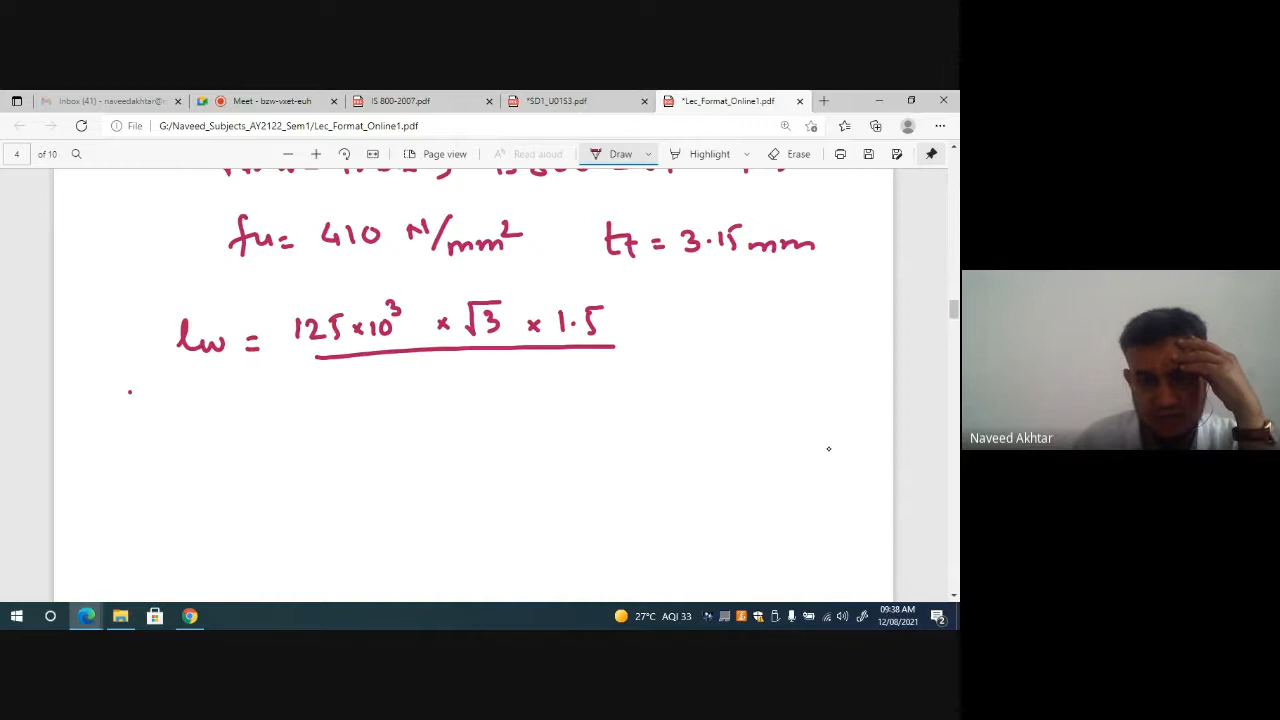 Inbox (41) - naveedakhtar@r
Meet - bzw-vxet-euh
IS 800-2007.pdf
*SD1_U0153.pdf
*Lec_Format_Online1.pdf
File G:/Naveed_Subjects_AY2122_Sem1/Lec_Format_Online1.pdf
4 of 10 Page view Read aloud Draw Highlight Erase
fu = 410 N/mm² tt = 3.15 mm
lw = 125×10³ × √3 × 1.5
Naveed Akhtar
27°C AQI 33
09:38 AM
12/08/2021
2